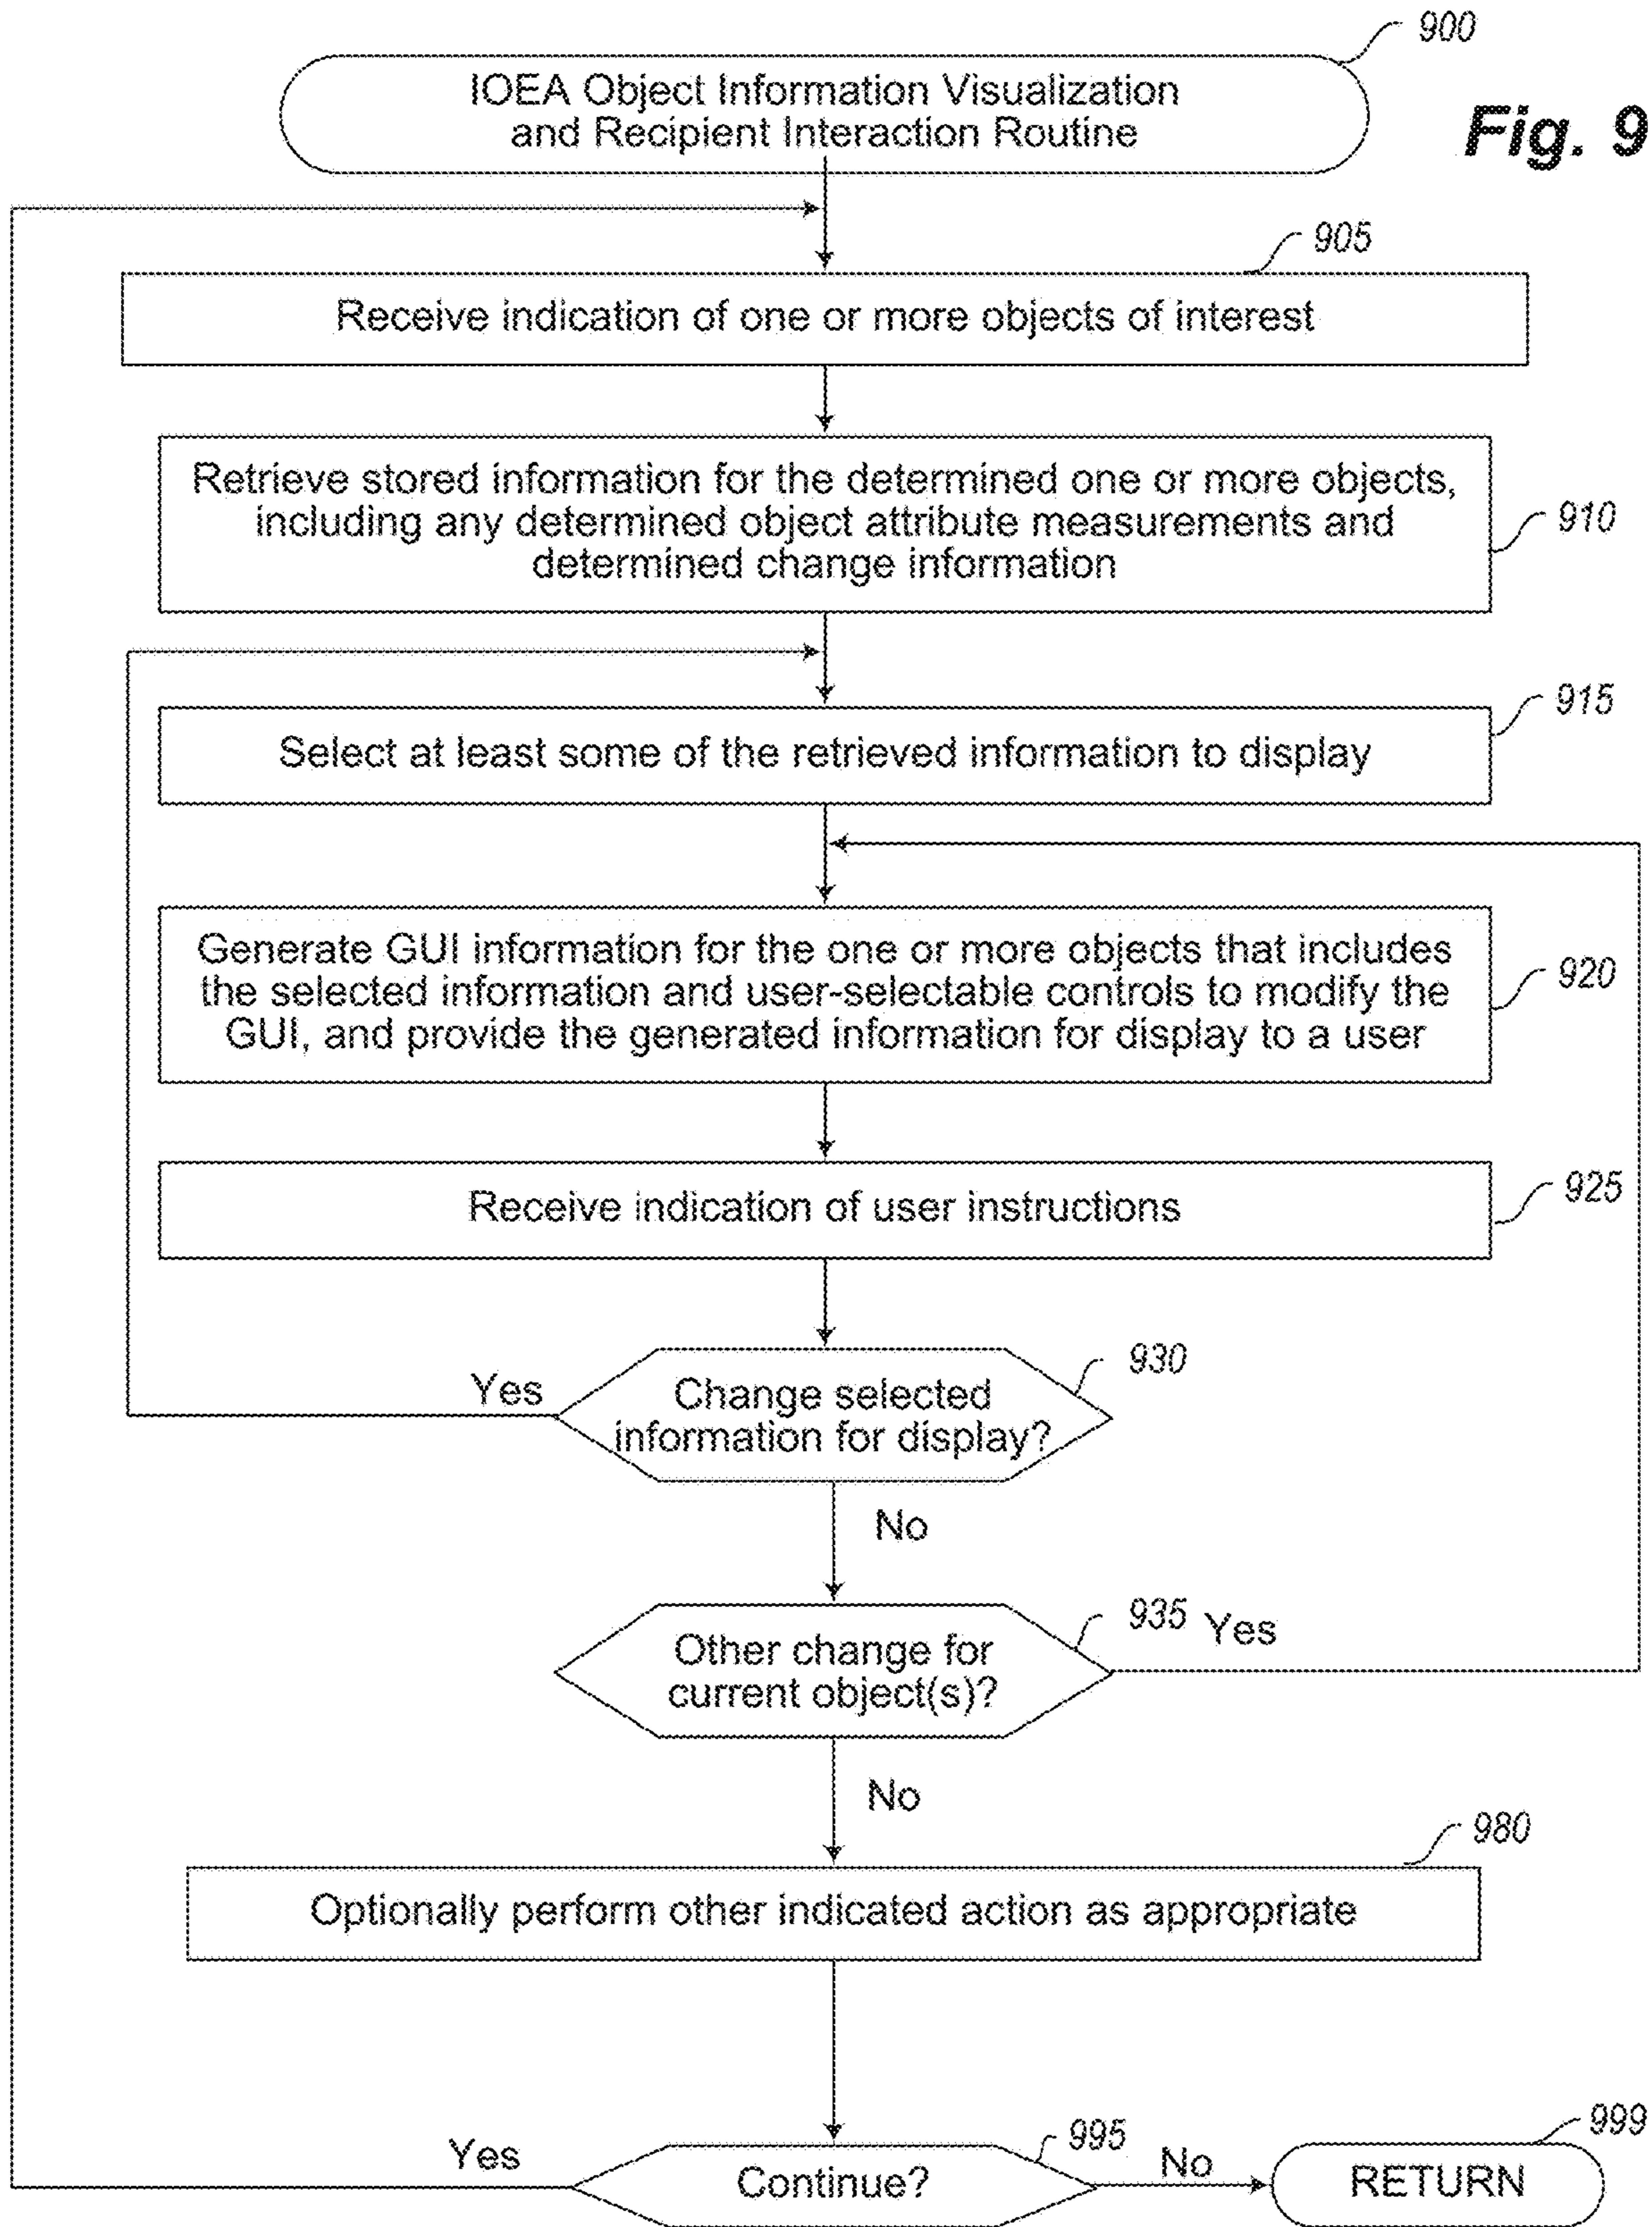 900
IOEA Object Information Visualization
and Recipient Interaction Routine
Fig. 9
905
Receive indication of one or more objects of interest
Retrieve stored information for the determined one or more objects,
including any determined object attribute measurements and
determined change information
910
915
Select at least some of the retrieved information to display
Generate GUI information for the one or more objects that includes
the selected information and user-selectable controls to modify the
GUI, and provide the generated information for display to a user
920
Receive indication of user instructions
925
930
Yes
Change selected
information for display?
No
935
Yes
Other change for
current object(s)?
No
980
Optionally perform other indicated action as appropriate
995
999
Yes
Continue?
No
RETURN